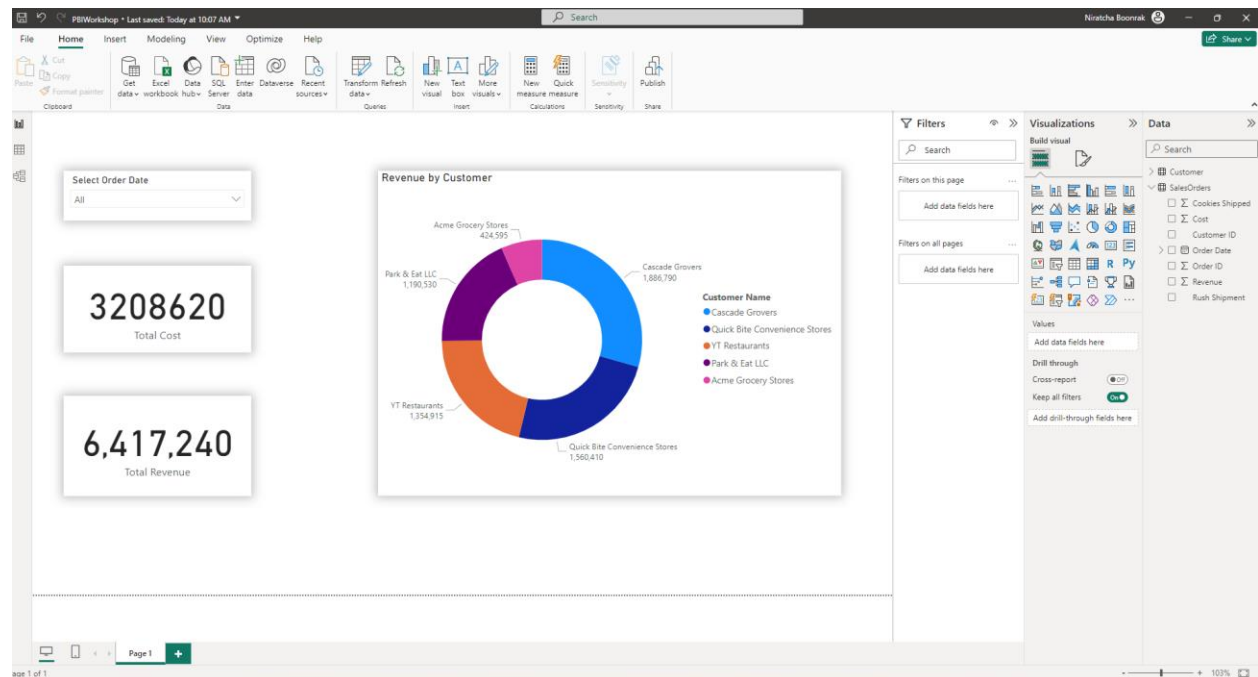 PBIWorkshop • Last saved: Today at 10:07 AM
Search
Niratcha Boonrak
File Home Insert Modeling View Optimize Help
Share
Paste
Cut
Copy
Format painter
Clipboard
Get data
Excel workbook
Data hub
SQL Server
Enter data
Dataverse
Recent sources
Data
Transform data
Refresh
Queries
New visual
Text box
More visuals
Insert
New measure
Quick measure
Calculations
Sensitivity
Sensitivity
Publish
Share
Select Order Date
All
3208620
Total Cost
6,417,240
Total Revenue
Revenue by Customer
Acme Grocery Stores
424,595
Park & Eat LLC
1,190,530
Cascade Grovers
1,886,790
YT Restaurants
1,354,915
Quick Bite Convenience Stores
1,560,410
Customer Name
Cascade Grovers
Quick Bite Convenience Stores
YT Restaurants
Park & Eat LLC
Acme Grocery Stores
Filters
Search
Filters on this page
Add data fields here
Filters on all pages
Add data fields here
Visualizations
Build visual
R Py
Values
Add data fields here
Drill through
Cross-report
Off
Keep all filters
On
Add drill-through fields here
Data
Search
Customer
SalesOrders
Σ Cookies Shipped
Σ Cost
Customer ID
Order Date
Σ Order ID
Σ Revenue
Rush Shipment
Page 1
age 1 of 1
103%